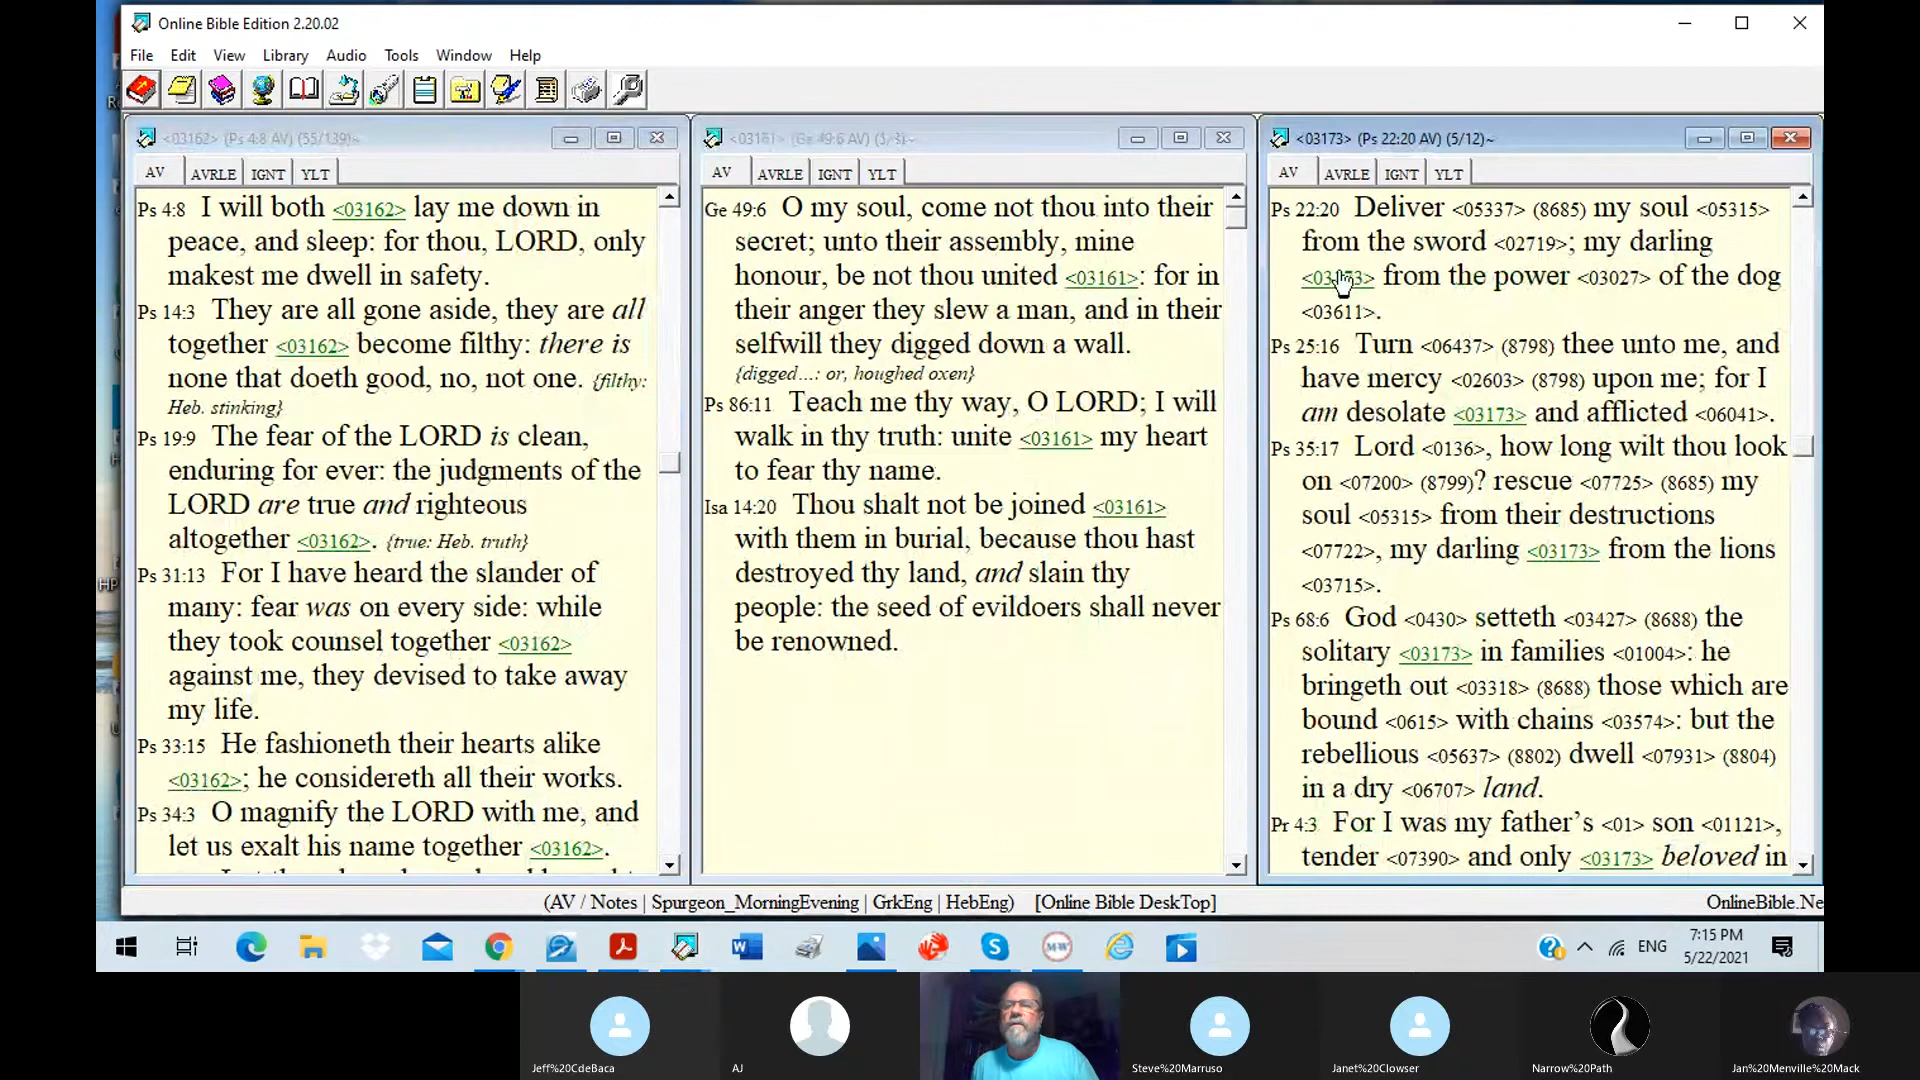 Online Bible Edition 2.20.02
File Edit View Library Audio Tools Window Help
<03162> (Ps 4:8 AV) (55/139)~
AV AVRLE IGNT YLT
Ps 4:8 I will both <03162> lay me down in
peace, and sleep: for thou, LORD, only
makest me dwell in safety.
Ps 14:3 They are all gone aside, they are all
together <03162> become filthy: there is
none that doeth good, no, not one. {filthy:
Heb. stinking}
Ps 19:9 The fear of the LORD is clean,
enduring for ever: the judgments of the
LORD are true and righteous
altogether <03162>. {true: Heb. truth}
Ps 31:13 For I have heard the slander of
many: fear was on every side: while
they took counsel together <03162>
against me, they devised to take away
my life.
Ps 33:15 He fashioneth their hearts alike
<03162>; he considereth all their works.
Ps 34:3 O magnify the LORD with me, and
let us exalt his name together <03162>.
<03161> (Ge 49:6 AV) (3/3)~
AV AVRLE IGNT YLT
Ge 49:6 O my soul, come not thou into their
secret; unto their assembly, mine
honour, be not thou united <03161>: for in
their anger they slew a man, and in their
selfwill they digged down a wall.
{digged...: or, houghed oxen}
Ps 86:11 Teach me thy way, O LORD; I will
walk in thy truth: unite <03161> my heart
to fear thy name.
Isa 14:20 Thou shalt not be joined <03161>
with them in burial, because thou hast
destroyed thy land, and slain thy
people: the seed of evildoers shall never
be renowned.
<03173> (Ps 22:20 AV) (5/12)~
AV AVRLE IGNT YLT
Ps 22:20 Deliver <05337> (8685) my soul <05315>
from the sword <02719>; my darling
<03173> from the power <03027> of the dog
<03611>.
Ps 25:16 Turn <06437> (8798) thee unto me, and
have mercy <02603> (8798) upon me; for I
am desolate <03173> and afflicted <06041>.
Ps 35:17 Lord <0136>, how long wilt thou look
on <07200> (8799)? rescue <07725> (8685) my
soul <05315> from their destructions
<07722>, my darling <03173> from the lions
<03715>.
Ps 68:6 God <0430> setteth <03427> (8688) the
solitary <03173> in families <01004>: he
bringeth out <03318> (8688) those which are
bound <0615> with chains <03574>: but the
rebellious <05637> (8802) dwell <07931> (8804)
in a dry <06707> land.
Pr 4:3 For I was my father's <01> son <01121>,
tender <07390> and only <03173> beloved in
(AV / Notes | Spurgeon_MorningEvening | GrkEng | HebEng) [Online Bible DeskTop]
OnlineBible.Ne
ENG
7:15 PM
5/22/2021
Jeff%20CdeBaca
AJ
Steve%20Marruso
Janet%20Clowser
Narrow%20Path
Jan%20Menville%20Mack